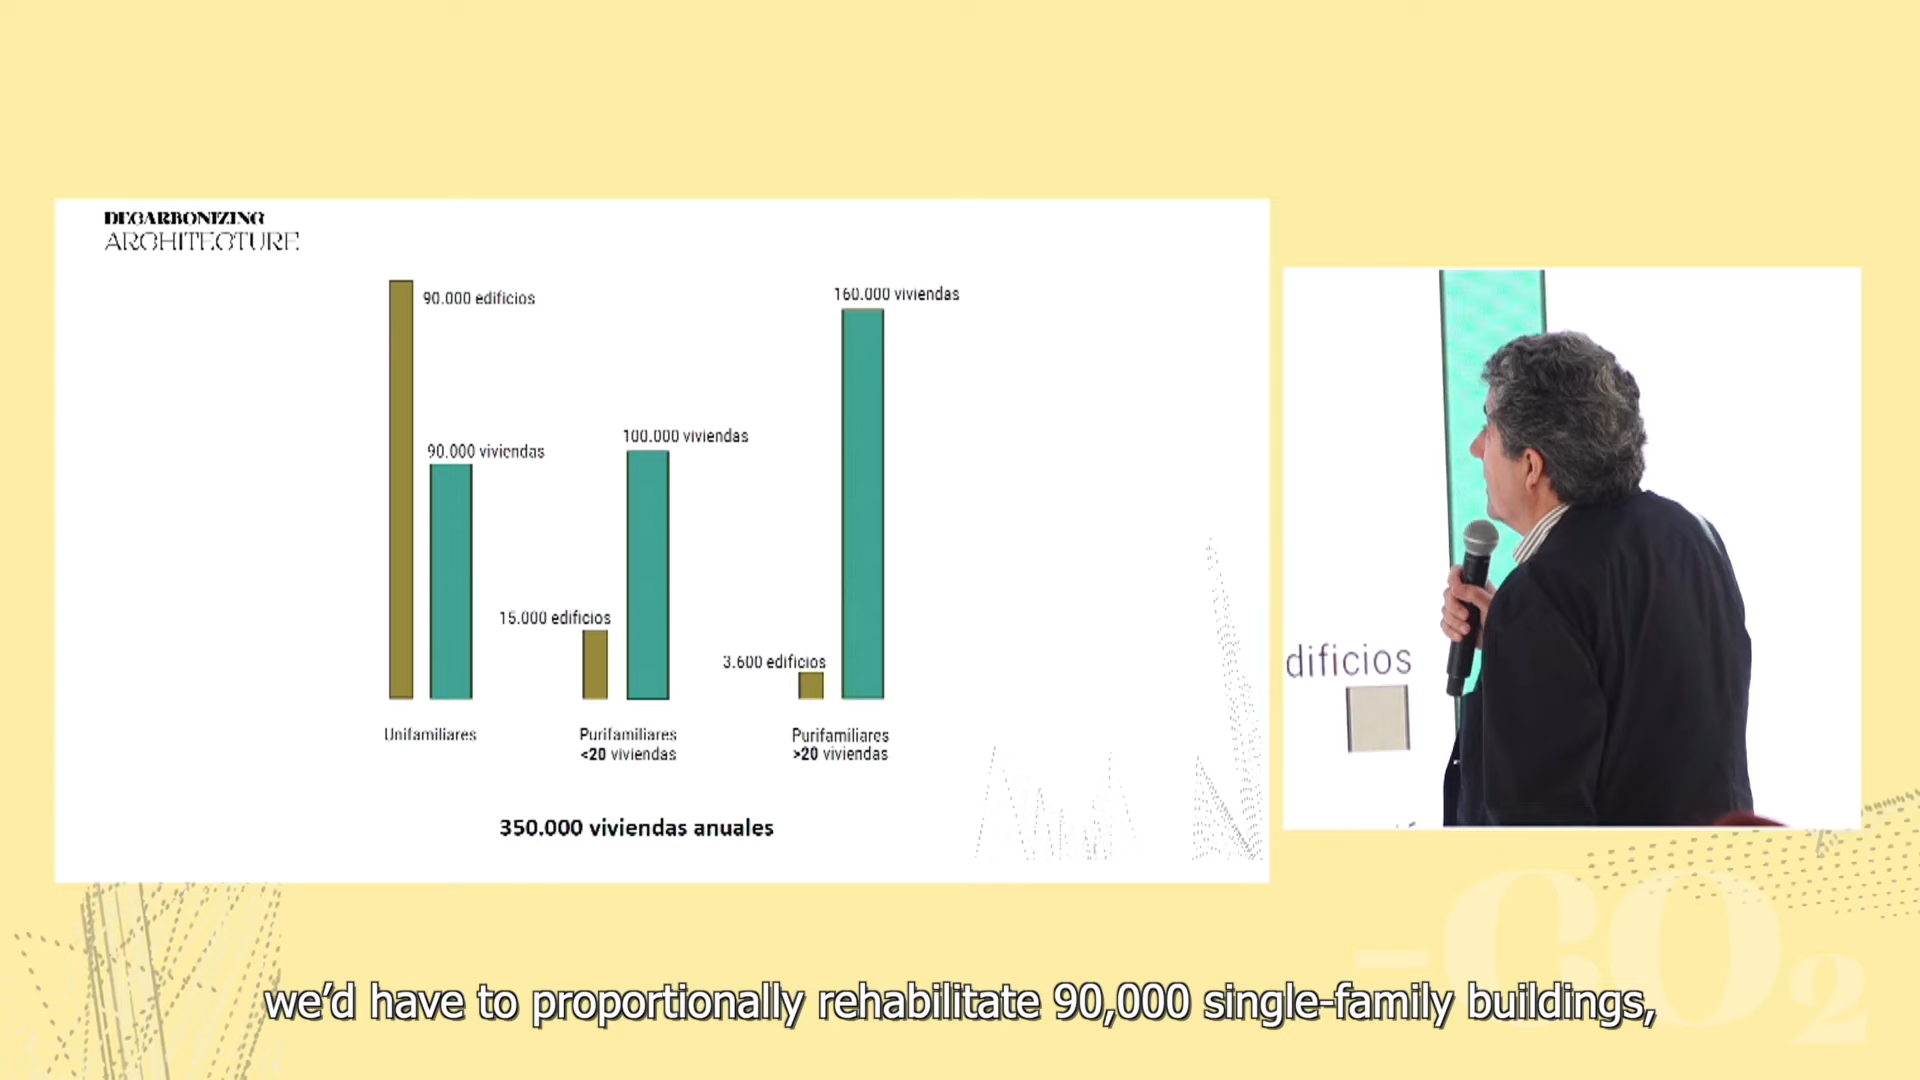 DECARBONIZING
ARCHITECTURE
90.000 edificios
160.000 viviendas
90.000 viviendas
100.000 viviendas
15.000 edificios
3.600 edificios
Unifamiliares
Purifamiliares
<20 viviendas
Purifamiliares
>20 viviendas
350.000 viviendas anuales
dificios
-CO2
we'd have to proportionally rehabilitate 90,000 single-family buildings,